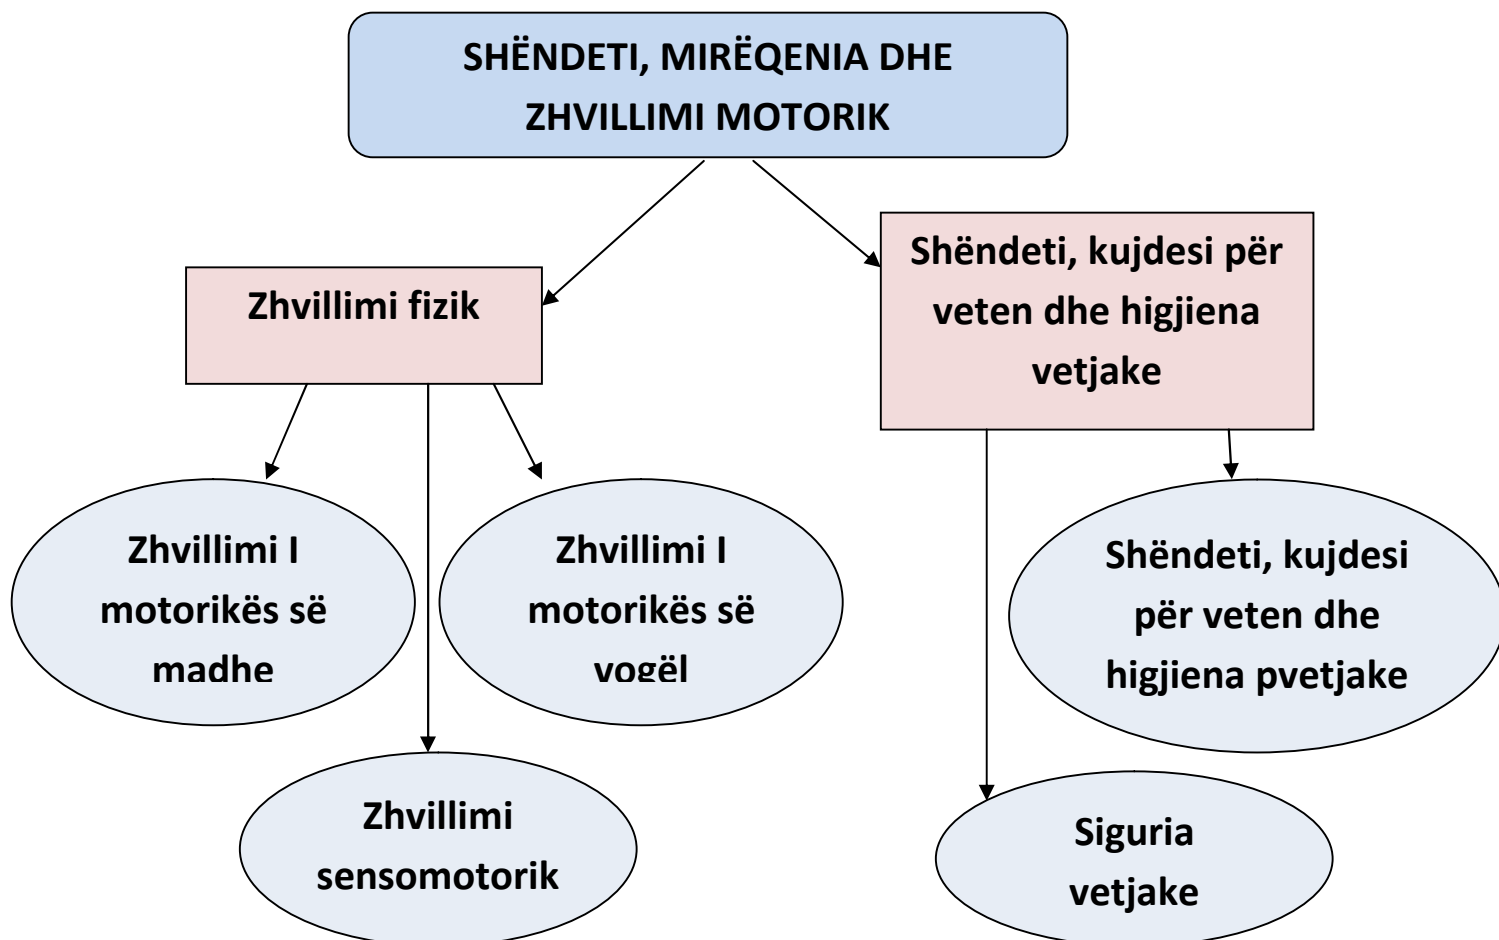 SHËNDETI, MIRËQENIA DHE
ZHVILLIMI MOTORIK
Zhvillimi fizik
Shëndeti, kujdesi për
veten dhe higjiena
vetjake
Zhvillimi I
motorikës së
madhe
Zhvillimi I
motorikës së
vogël
Shëndeti, kujdesi
për veten dhe
higjiena pvetjake
Zhvillimi
sensomotorik
Siguria
vetjake